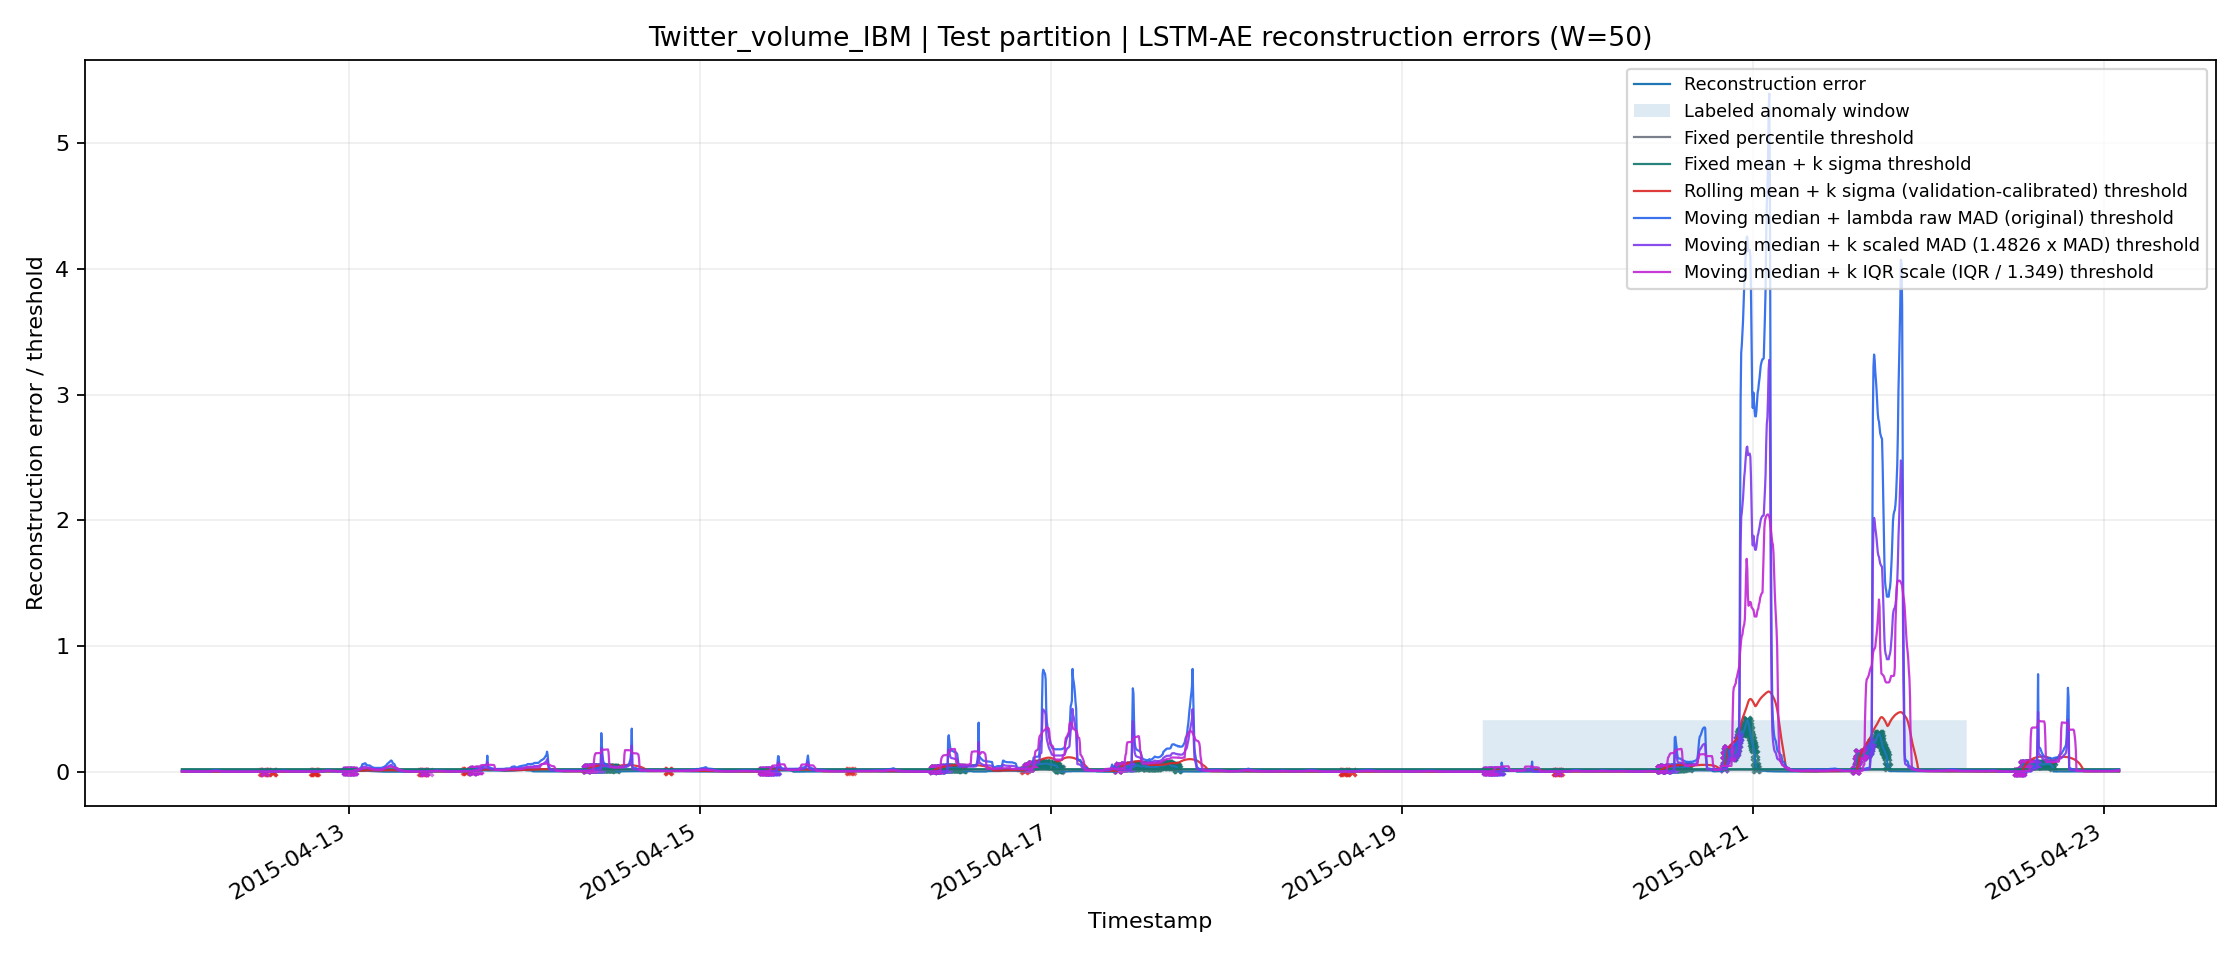 Twitter_volume_IBM | Test partition | LSTM-AE reconstruction errors (W=50)
Reconstruction error / threshold
5
4
3
2
1
0
Reconstruction error
Labeled anomaly window
Fixed percentile threshold
Fixed mean + k sigma threshold
Rolling mean + k sigma (validation-calibrated) threshold
Moving median + lambda raw MAD (original) threshold
Moving median + k scaled MAD (1.4826 x MAD) threshold
Moving median + k IQR scale (IQR / 1.349) threshold
2015-04-13
2015-04-15
2015-04-17
2015-04-19
2015-04-21
2015-04-23
Timestamp